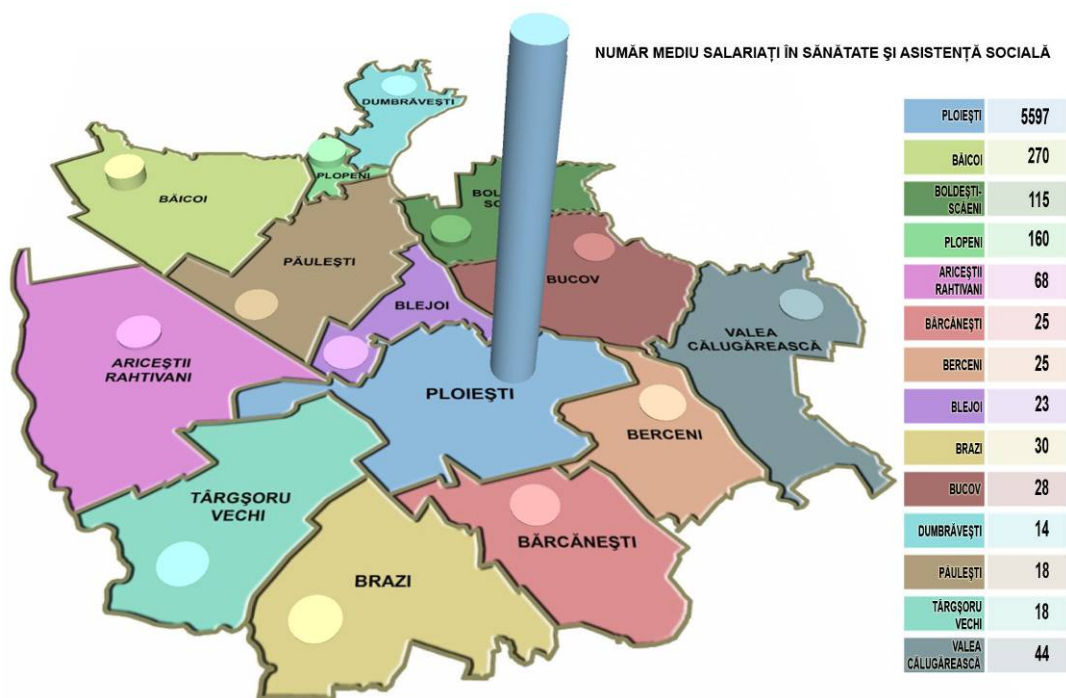 NUMĂR MEDIU SALARIAȚI ÎN SĂNĂTATE ŞI ASISTENȚĂ SOCIALĂ
DUMBRĂVEŞTI
PLOPENI
BĂICOI
BOLD
SC
PĂULEŞTI
BUCOV
BLEJOI
VALEA
CĂLUGĂREASCĂ
ARICEŞTII
RAHTIVANI
PLOIEŞTI
BERCENI
TÂRGŞORU
VECHI
BĂRCĂNEŞTI
BRAZI
PLOIEŞTI 5597
BĂICOI 270
BOLDEŞTI-
SCĂENI 115
PLOPENI 160
ARICEŞTII
RAHTIVANI 68
BĂRCĂNEŞTI 25
BERCENI 25
BLEJOI 23
BRAZI 30
BUCOV 28
DUMBRĂVEŞTI 14
PĂULEŞTI 18
TÂRGŞORU
VECHI 18
VALEA
CĂLUGĂREASCĂ 44